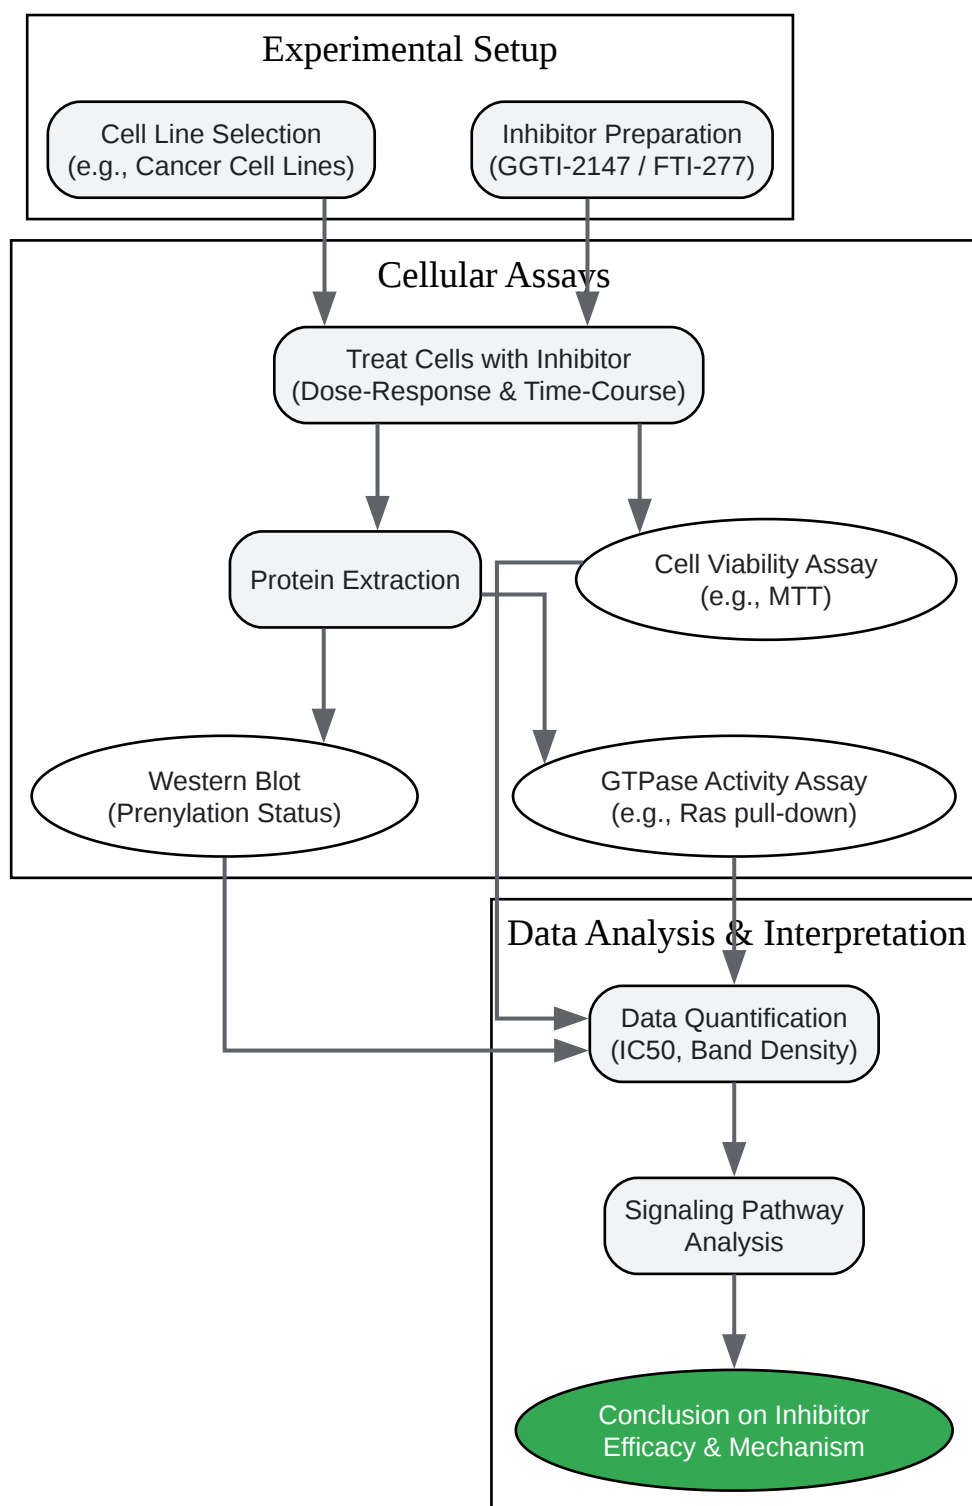 Experimental Setup
Cell Line Selection
(e.g., Cancer Cell Lines)
Inhibitor Preparation
(GGTI-2147 / FTI-277)
Cellular Assays
Treat Cells with Inhibitor
(Dose-Response & Time-Course)
Protein Extraction
Cell Viability Assay
(e.g., MTT)
Western Blot
(Prenylation Status)
GTPase Activity Assay
(e.g., Ras pull-down)
Data Analysis & Interpretation
Data Quantification
(IC50, Band Density)
Signaling Pathway
Analysis
Conclusion on Inhibitor
Efficacy & Mechanism